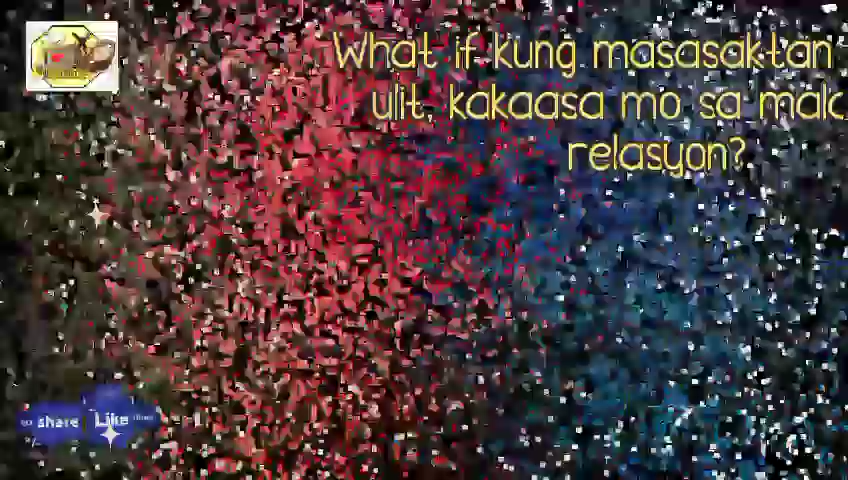 What if kung masasaktan
ulit, kakaasa mo sa
relasyon?
share Like